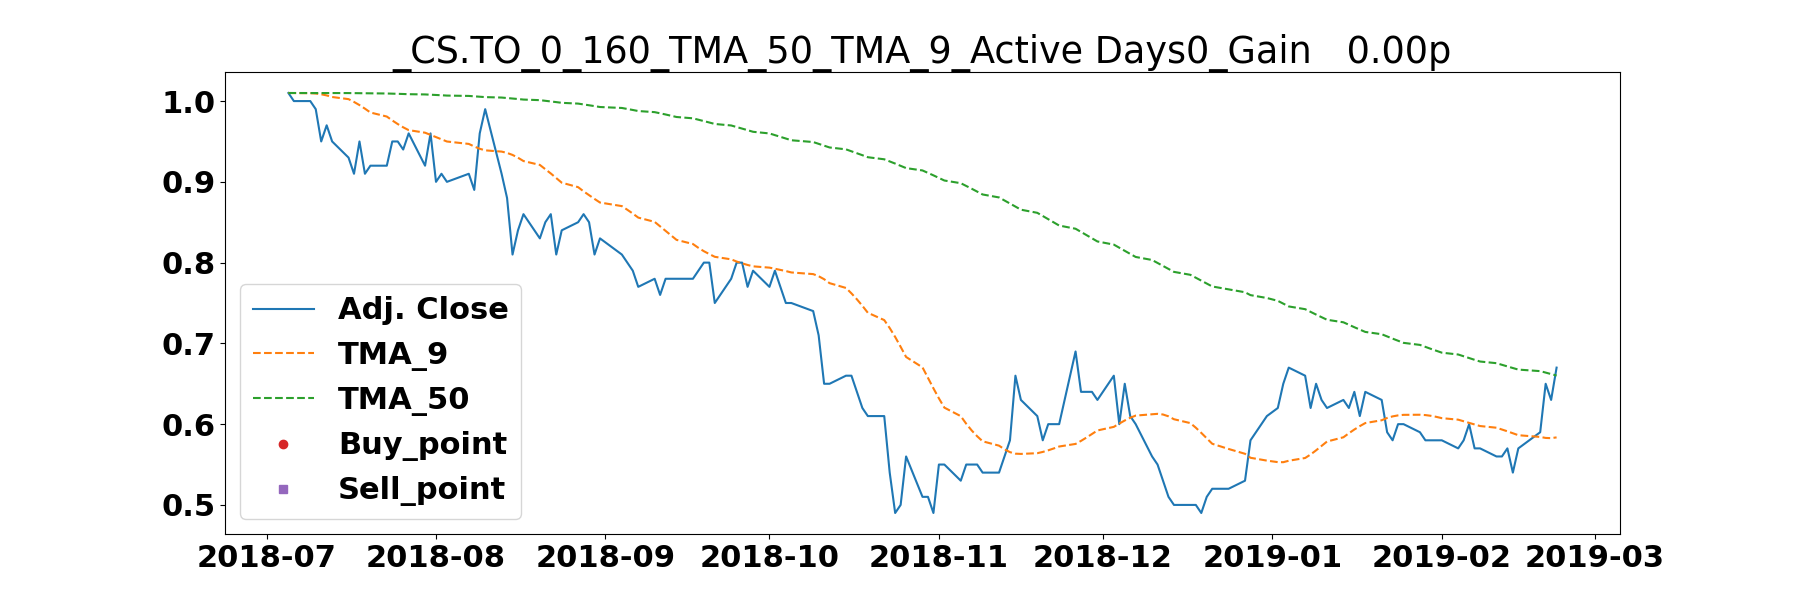 _CS.TO_0_160_TMA_50_TMA_9_Active Days0_Gain   0.00p
1.0
0.9
0.8
0.7
0.6
0.5
Adj. Close
TMA_9
TMA_50
Buy_point
Sell_point
2018-07 2018-08 2018-09 2018-10 2018-11 2018-12 2019-01 2019-02 2019-03